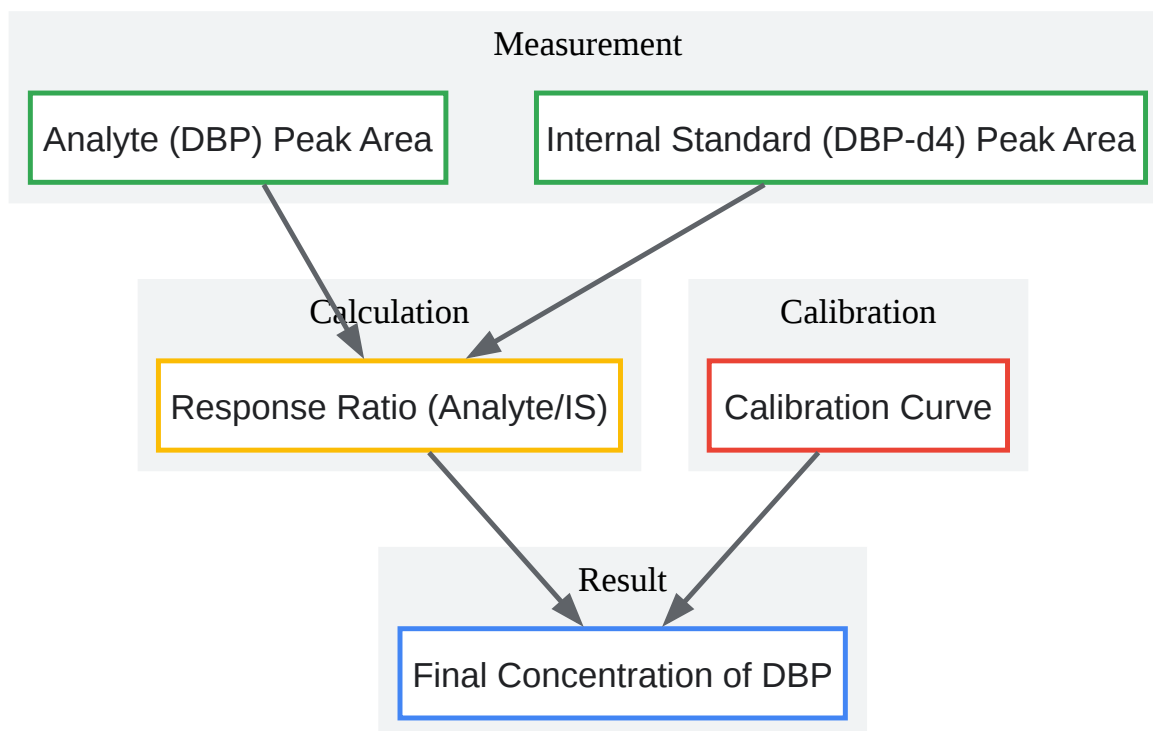 Measurement
Analyte (DBP) Peak Area
Internal Standard (DBP-d4) Peak Area
Calculation
Calibration
Response Ratio (Analyte/IS)
Calibration Curve
Result
Final Concentration of DBP